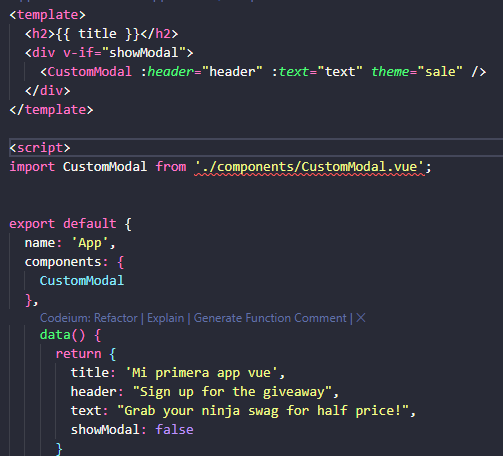 <template>
<h2>{{ title }}</h2>
<div v-if="showModal">
<CustomModal :header="header" :text="text" theme="sale" />
</div>
</template>
<script>
import CustomModal from './components/CustomModal.vue';
export default {
name: 'App',
components: {
CustomModal
},
Codeium: Refactor | Explain | Generate Function Comment | ✕
data() {
return {
title: 'Mi primera app vue',
header: "Sign up for the giveaway",
text: "Grab your ninja swag for half price!",
showModal: false
}